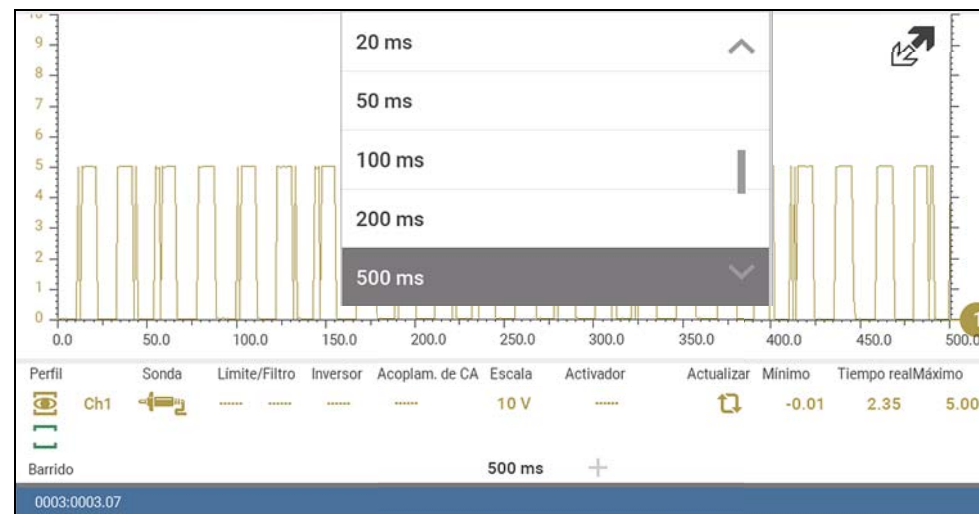 10
9
8
7
6
5
4
3
2
1
0
20 ms
50 ms
100 ms
200 ms
500 ms
1
0.0 50.0 100.0 150.0 200.0 250.0 300.0 350.0 400.0 450.0 500.0
Perfil Sonda Límite/Filtro Inversor Acoplam. de CA Escala Activador Actualizar Mínimo Tiempo real Máximo
Ch1 ------ ------ ------ ------ 10 V ------ -0.01 2.35 5.00
Barrido 500 ms +
0003:0003.07